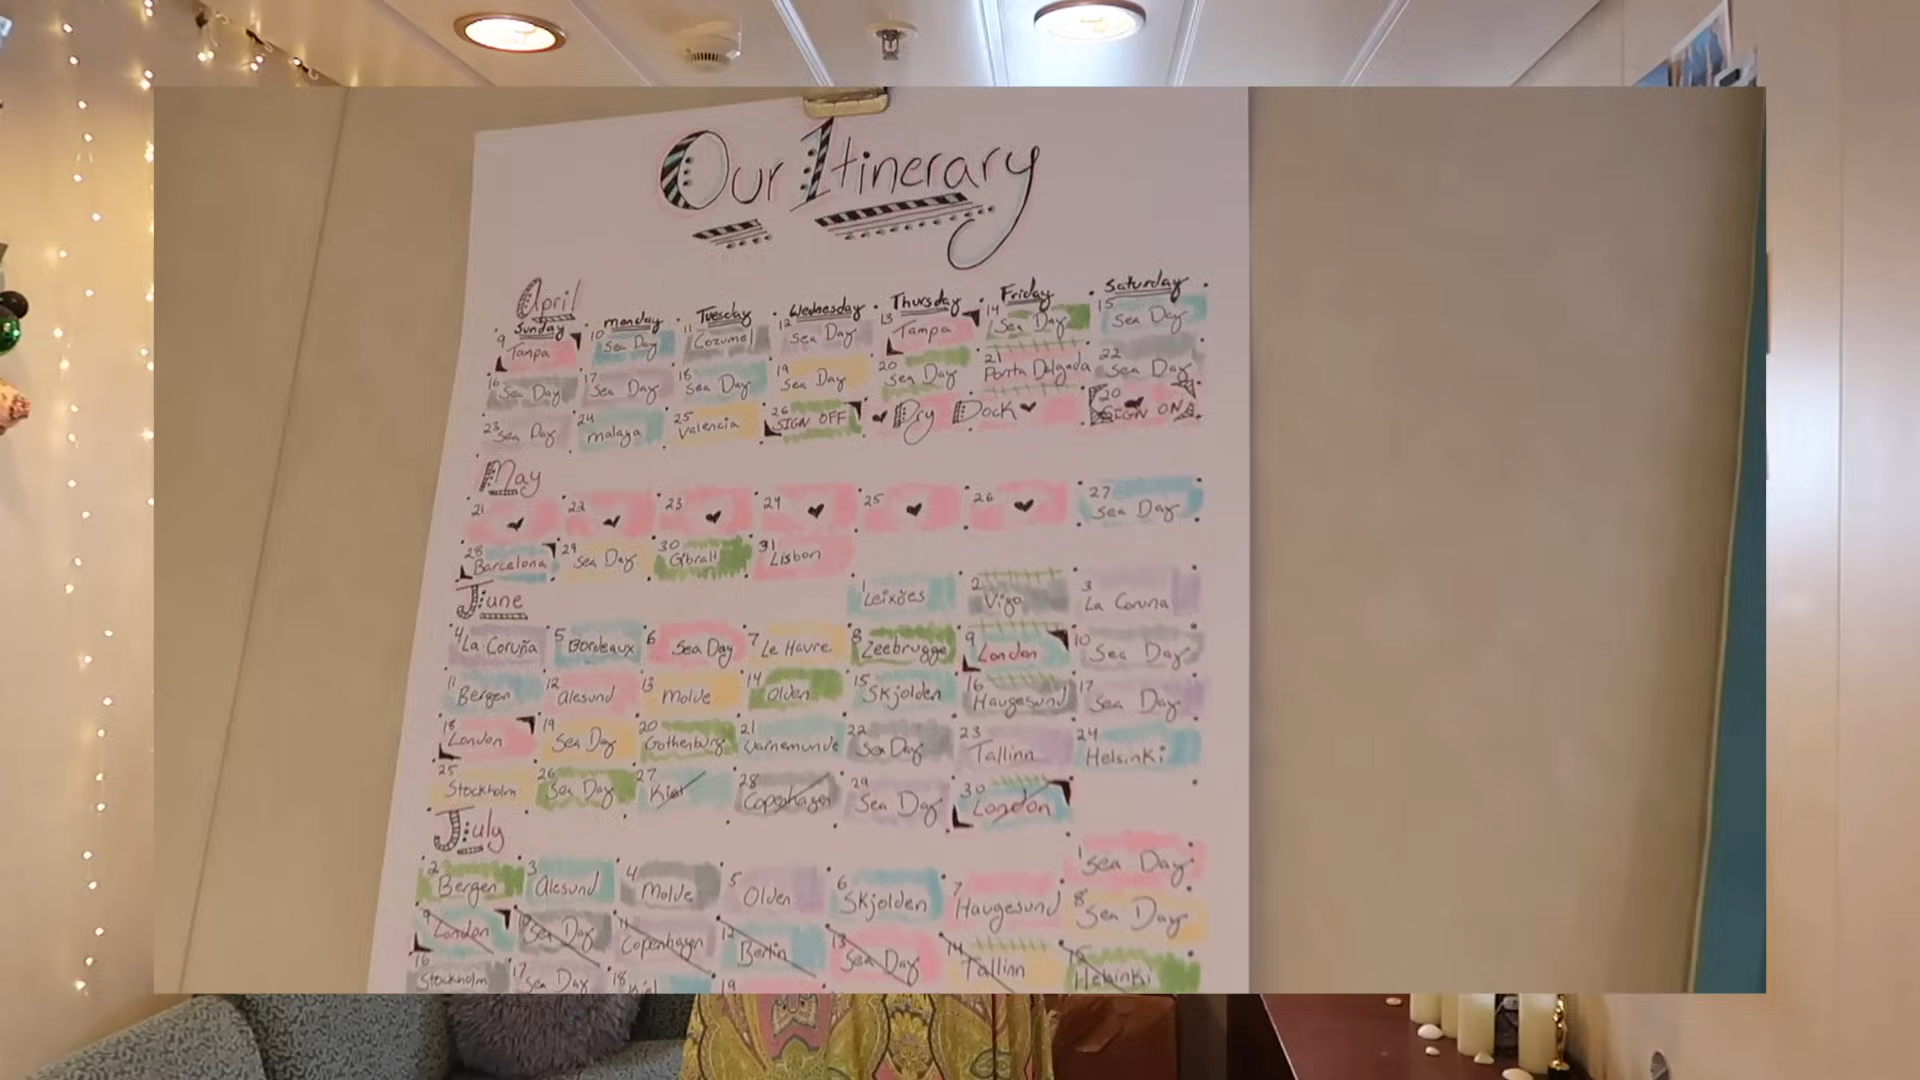 Our Itinerary
April
Sunday Monday Tuesday Wednesday Thursday Friday Saturday
9 Tampa 10 Sea Day 11 Cozumel 12 Sea Day 13 Tampa 14 Sea Day 15 Sea Day
16 Sea Day 17 Sea Day 18 Sea Day 19 Sea Day 20 Sea Day 21 Ponta Delgada 22 Sea Day
23 Sea Day 24 Malaga 25 Valencia 26 SIGN OFF Dry Dock 20 SIGN ON
May
21 22 23 24 25 26 27 Sea Day
28 Barcelona 29 Sea Day 30 Gibralt 31 Lisbon
June
1 Leixões 2 Vigo 3 La Coruna
4 La Coruña 5 Bordeaux 6 Sea Day 7 Le Havre 8 Zeebrugge 9 London 10 Sea Day
11 Bergen 12 Alesund 13 Molde 14 Olden 15 Skjolden 16 Haugesund 17 Sea Day
18 London 19 Sea Day 20 Gothenburg 21 Warnemunde 22 Sea Day 23 Tallinn 24 Helsinki
25 Stockholm 26 Sea Day 27 Kiel 28 Copenhagen 29 Sea Day 30 London
July
1 Sea Day
2 Bergen 3 Alesund 4 Molde 5 Olden 6 Skjolden 7 Haugesund 8 Sea Day
9 London 10 Sea Day 11 Copenhagen 12 Berlin 13 Sea Day 14 Tallinn 15 Helsinki
16 Stockholm 17 Sea Day 18 Kiel 19